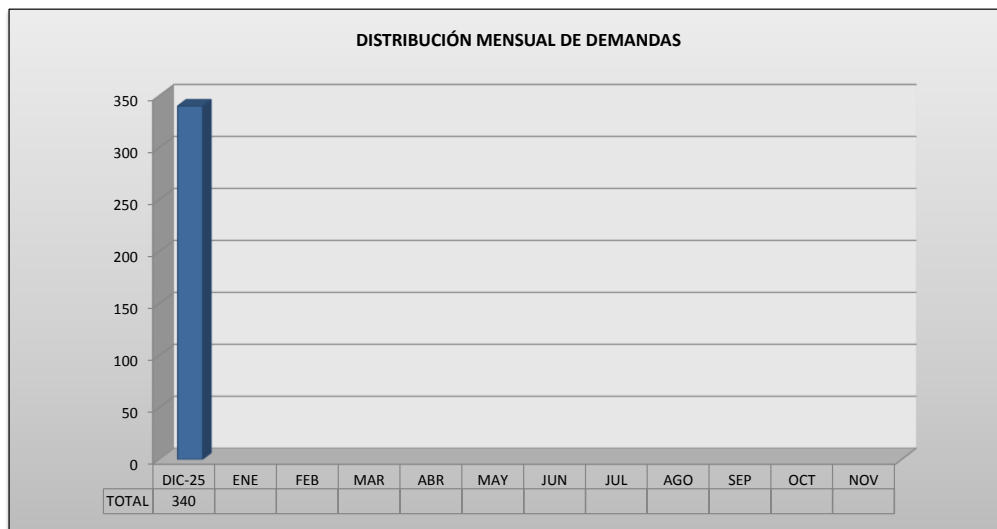 DISTRIBUCIÓN MENSUAL DE DEMANDAS
350
300
250
200
150
100
50
0
DIC-25 ENE FEB MAR ABR MAY JUN JUL AGO SEP OCT NOV
TOTAL 340